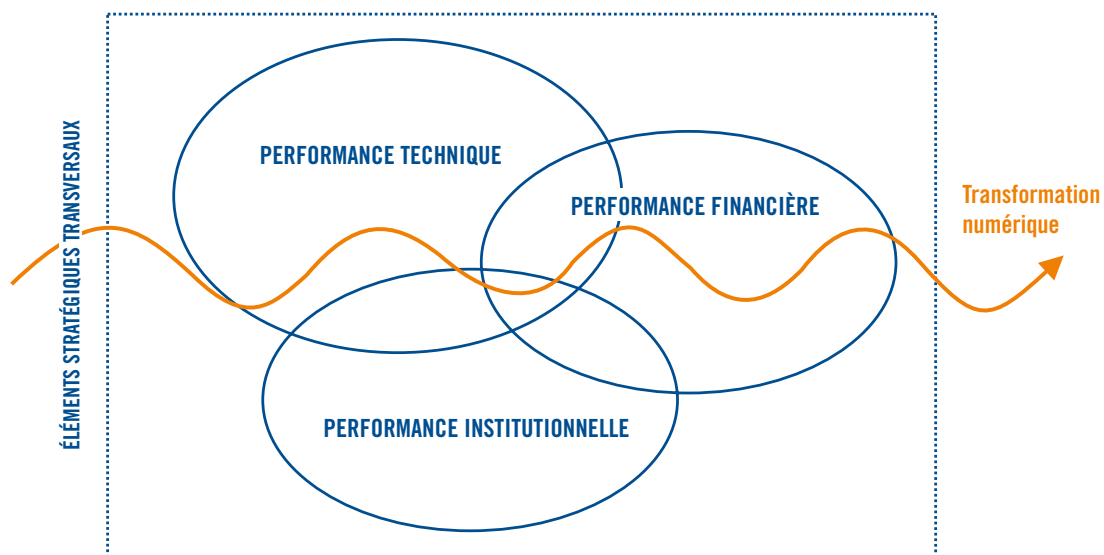 ÉLÉMENTS STRATÉGIQUES TRANSVERSAUX
PERFORMANCE TECHNIQUE
PERFORMANCE FINANCIÈRE
Transformation
numérique
PERFORMANCE INSTITUTIONNELLE